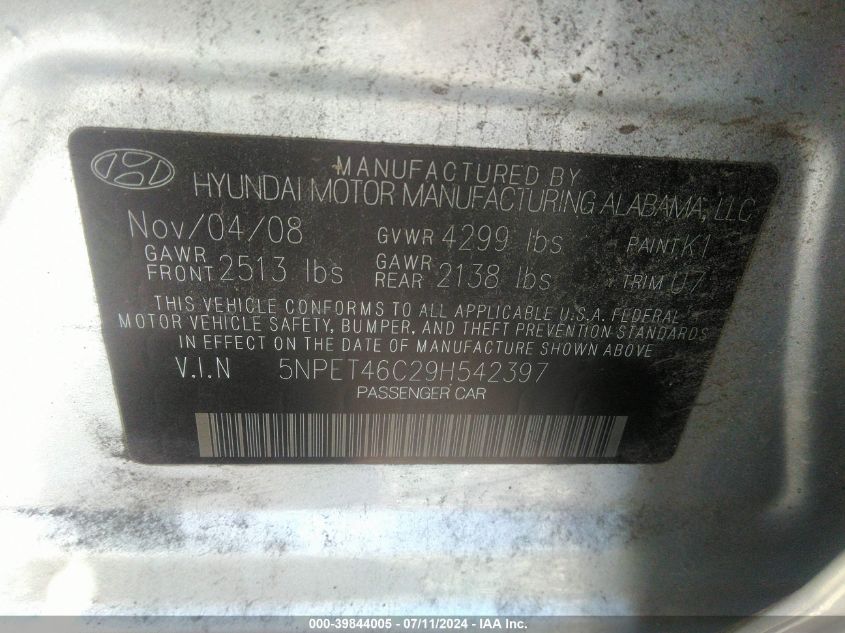 MANUFACTURED BY
HYUNDAI MOTOR MANUFACTURING ALABAMA, LLC
Nov/04/08 GVWR 4299 lbs PAINT K1
GAWR FRONT 2513 lbs GAWR REAR 2138 lbs TRIM U7
THIS VEHICLE CONFORMS TO ALL APPLICABLE U.S.A. FEDERAL
MOTOR VEHICLE SAFETY, BUMPER, AND THEFT PREVENTION STANDARDS
IN EFFECT ON THE DATE OF MANUFACTURE SHOWN ABOVE
V.I.N 5NPET46C29H542397
PASSENGER CAR
000-39844005 - 07/11/2024 - IAA Inc.